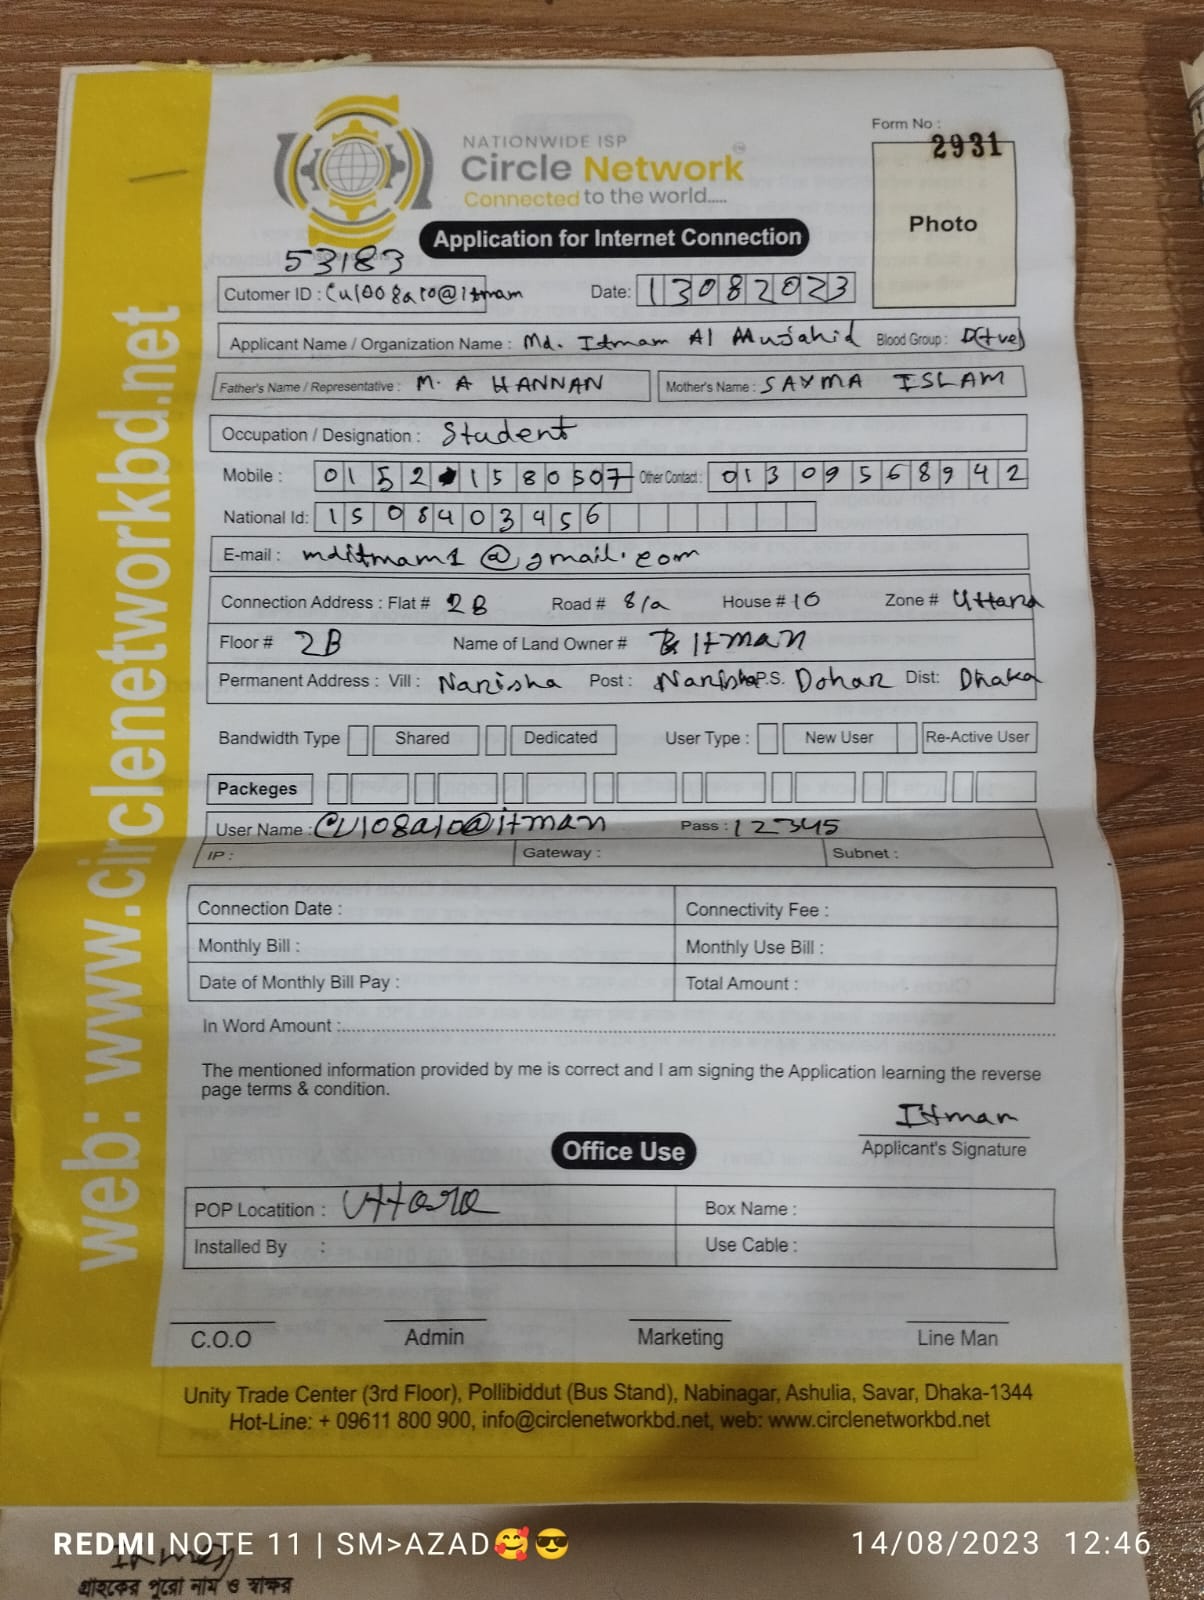 Form No :
2931
NATIONWIDE ISP
Circle Network
Connected to the world.....
Photo
Application for Internet Connection
53183
Cutomer ID : Cu1008a10@itmam Date: 13082023
Applicant Name / Organization Name : Md. Itmam Al Mujahid Blood Group :
Father's Name / Representative : M. A HANNAN Mother's Name : SAYMA ISLAM
Occupation / Designation : Student
Mobile : 01521580507 Other Contact : 01309568942
National Id: 1508403456
E-mail : mditmam1@gmail.com
Connection Address : Flat # 2B Road # 8/a House # 10 Zone # Uttara
Floor # 2B Name of Land Owner # Itman
Permanent Address : Vill : Narisha Post : Narisha P.S. Dohar Dist: Dhaka
Bandwidth Type Shared Dedicated User Type : New User Re-Active User
Packeges
User Name : CU108a10@itman Pass : 12345
IP : Gateway : Subnet :
Connection Date : Connectivity Fee :
Monthly Bill : Monthly Use Bill :
Date of Monthly Bill Pay : Total Amount :
In Word Amount :
The mentioned information provided by me is correct and I am signing the Application learning the reverse
page terms & condition.
Itmam
Applicant's Signature
Office Use
POP Locatition : Uttara Box Name :
Installed By : Use Cable :
C.O.O Admin Marketing Line Man
Unity Trade Center (3rd Floor), Pollibiddut (Bus Stand), Nabinagar, Ashulia, Savar, Dhaka-1344
Hot-Line: + 09611 800 900, info@circlenetworkbd.net, web: www.circlenetworkbd.net
web: www.circlenetworkbd.net
REDMI NOTE 11 | SM>AZAD🥰😎 14/08/2023 12:46
গ্রাহকের পুরো নাম ও স্বাক্ষর